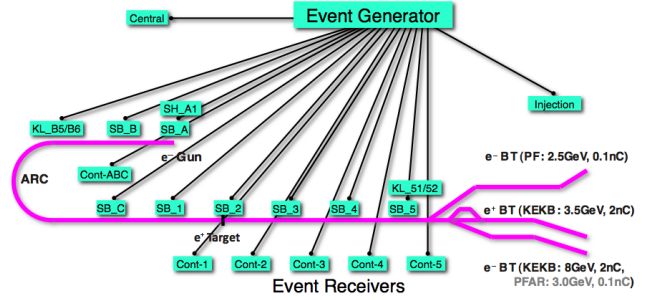 Event Generator
Central
Injection
SH_A1
KL_B5/B6
SB_B
SB_A
e⁻ Gun
e⁻ BT (PF: 2.5GeV, 0.1nC)
Cont-ABC
ARC
KL_51/52
SB_C
SB_1
SB_2
SB_3
SB_4
SB_5
e⁺ BT (KEKB: 3.5GeV, 2nC)
e⁺ Target
Cont-1
Cont-2
Cont-3
Cont-4
Cont-5
e⁻ BT (KEKB: 8GeV, 2nC,
PFAR: 3.0GeV, 0.1nC)
Event Receivers